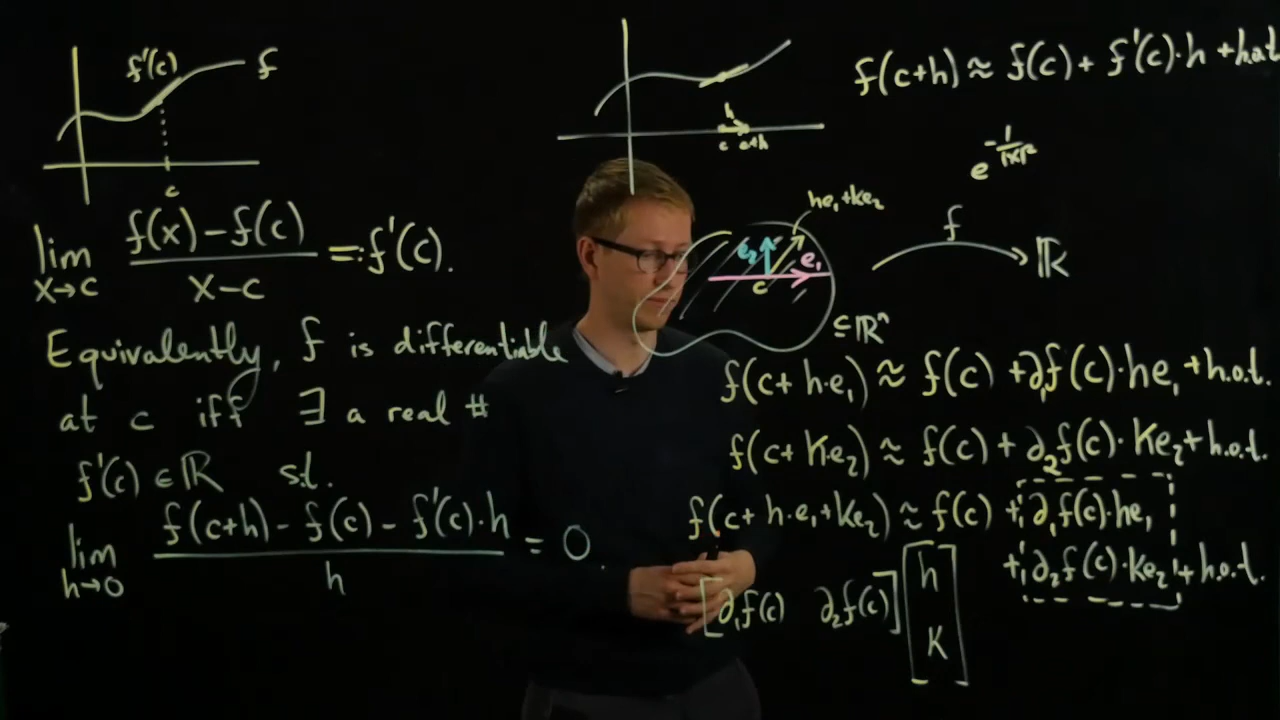 f'(c) f
c
lim x→c (f(x) − f(c)) / (x − c) =: f'(c).
Equivalently, f is differentiable
at c iff ∃ a real #
f'(c) ∈ ℝ s.t.
lim h→0 (f(c+h) − f(c) − f'(c)·h) / h = 0.
h
c c+h
f(c+h) ≈ f(c) + f'(c)·h + h.o.t
he₁+ke₂
e₂ e₁
c
⊆ ℝⁿ
f
ℝ
f(c + h·e₁) ≈ f(c) + ∂₁f(c)·he₁ + h.o.t.
f(c + ke₂) ≈ f(c) + ∂₂f(c)·ke₂ + h.o.t.
f(c + h·e₁ + ke₂) ≈ f(c) + ∂₁f(c)·he₁
+ ∂₂f(c)·ke₂ + h.o.t.
[∂₁f(c) ∂₂f(c)] [h
k]